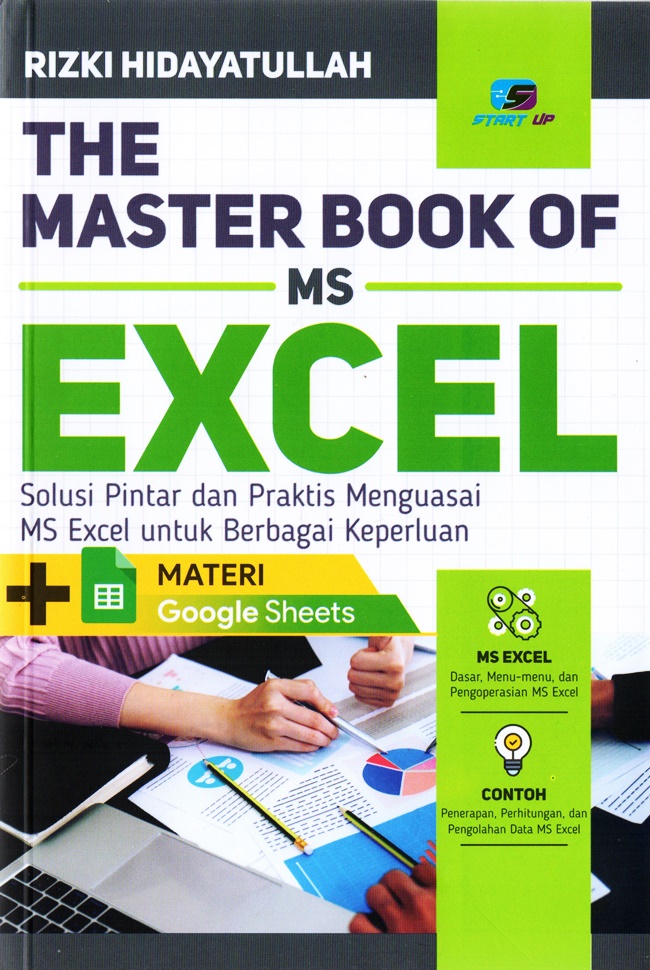 RIZKI HIDAYATULLAH
START UP
THE
MASTER BOOK OF
MS
EXCEL
Solusi Pintar dan Praktis Menguasai
MS Excel untuk Berbagai Keperluan
+ MATERI
Google Sheets
MS EXCEL
Dasar, Menu-menu, dan
Pengoperasian MS Excel
CONTOH
Penerapan, Perhitungan, dan
Pengolahan Data MS Excel